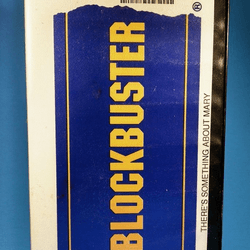 BLOCKBUSTER
®
THERE'S SOMETHING ABOUT MARY